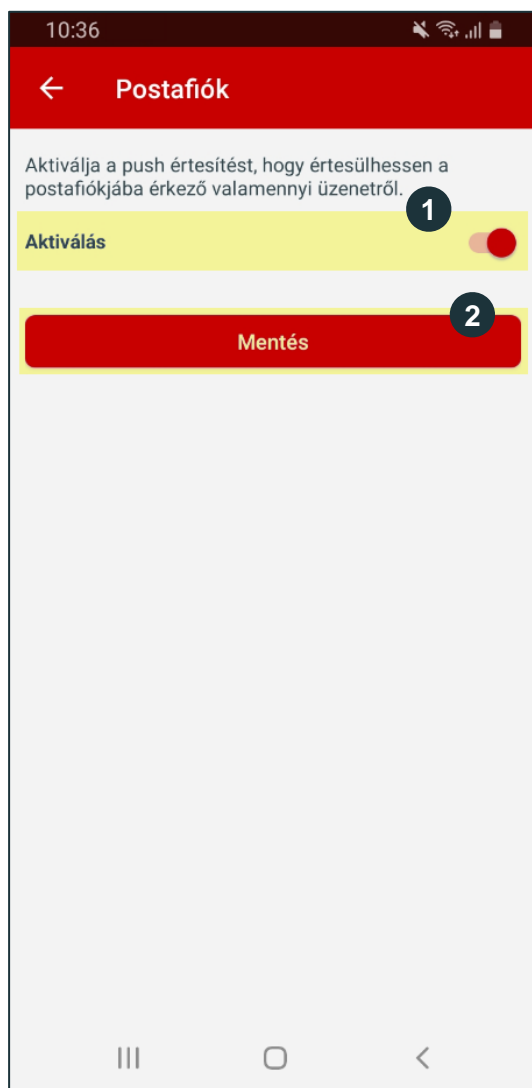 10:36
Postafiók
Aktiválja a push értesítést, hogy értesülhessen a
postafiókjába érkező valamennyi üzenetről.
1
Aktiválás
2
Mentés